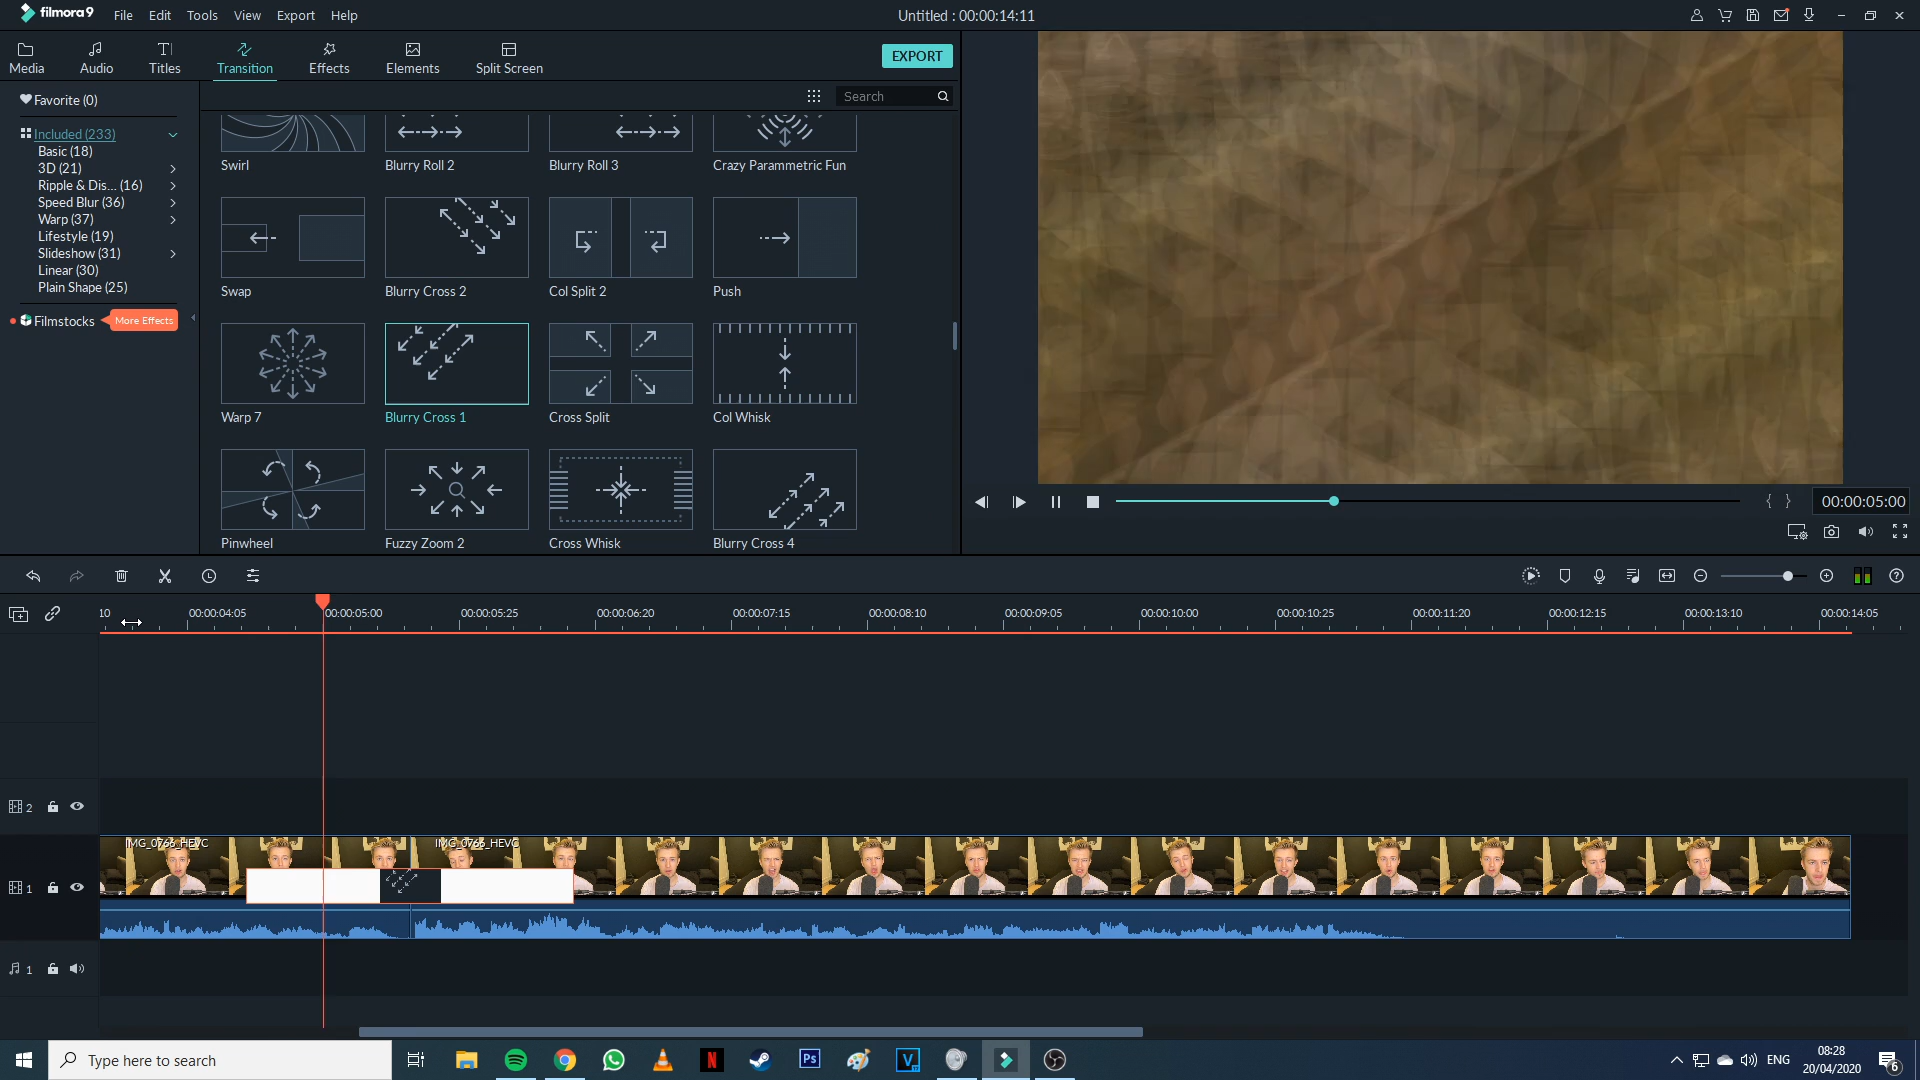 filmora9 File Edit Tools View Export Help
Untitled : 00:00:14:11
Media Audio Titles Transition Effects Elements Split Screen
EXPORT
Search
Favorite (0)
Included (233)
Basic (18)
3D (21)
Ripple & Dis... (16)
Speed Blur (36)
Warp (37)
Lifestyle (19)
Slideshow (31)
Linear (30)
Plain Shape (25)
Filmstocks More Effects
Swirl Blurry Roll 2 Blurry Roll 3 Crazy Parammetric Fun
Swap Blurry Cross 2 Col Split 2 Push
Warp 7 Blurry Cross 1 Cross Split Col Whisk
Pinwheel Fuzzy Zoom 2 Cross Whisk Blurry Cross 4
00:00:05:00
10 00:00:04:05 00:00:05:00 00:00:05:25 00:00:06:20 00:00:07:15 00:00:08:10 00:00:09:05 00:00:10:00 00:00:10:25 00:00:11:20 00:00:12:15 00:00:13:10 00:00:14:05
2
IMG_0766_HEVC IMG_0766_HEVC
1
1
Type here to search
N
Ps
V
ENG
08:28
20/04/2020
6